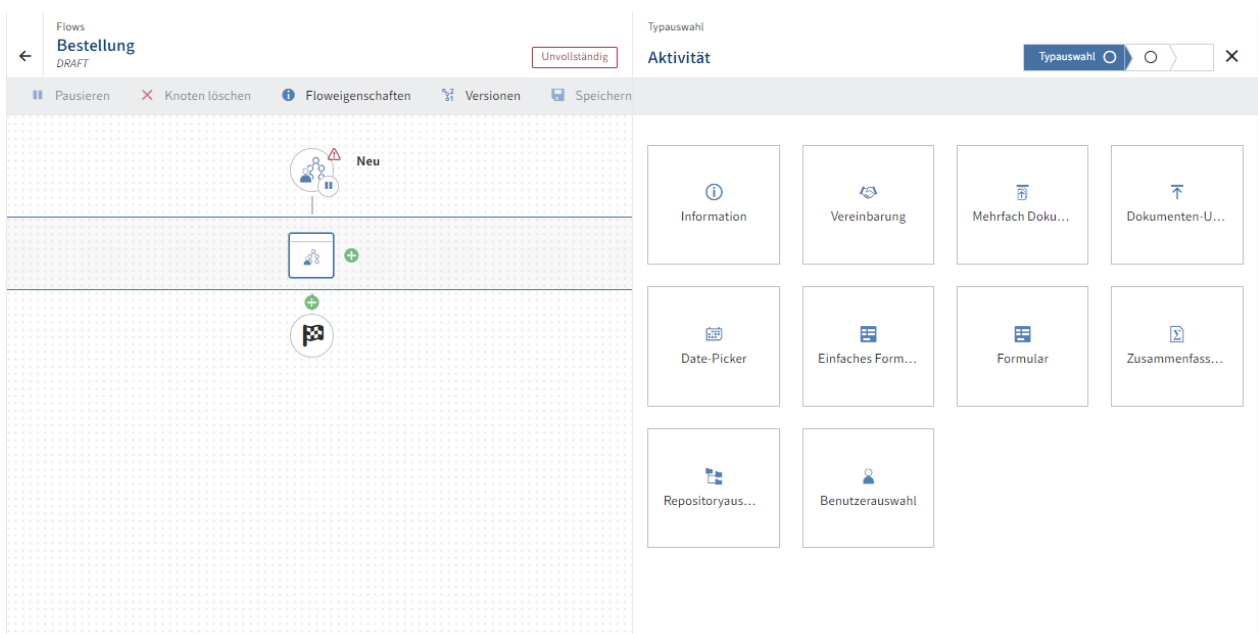 Flows
Bestellung
DRAFT
Unvollständig
Pausieren
Knoten löschen
Floweigenschaften
Versionen
Speichern
Neu
Typauswahl
Aktivität
Typauswahl
Information
Vereinbarung
Mehrfach Doku...
Dokumenten-U...
Date-Picker
Einfaches Form...
Formular
Zusammenfass...
Repositoryaus...
Benutzerauswahl